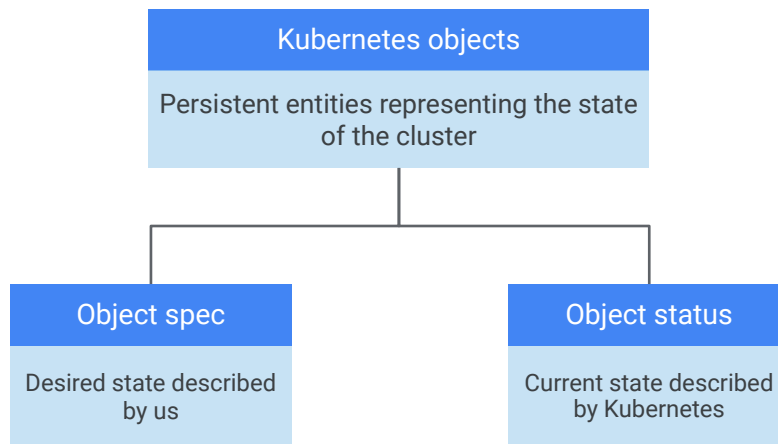 Kubernetes objects
Persistent entities representing the state
of the cluster
Object spec
Desired state described
by us
Object status
Current state described
by Kubernetes